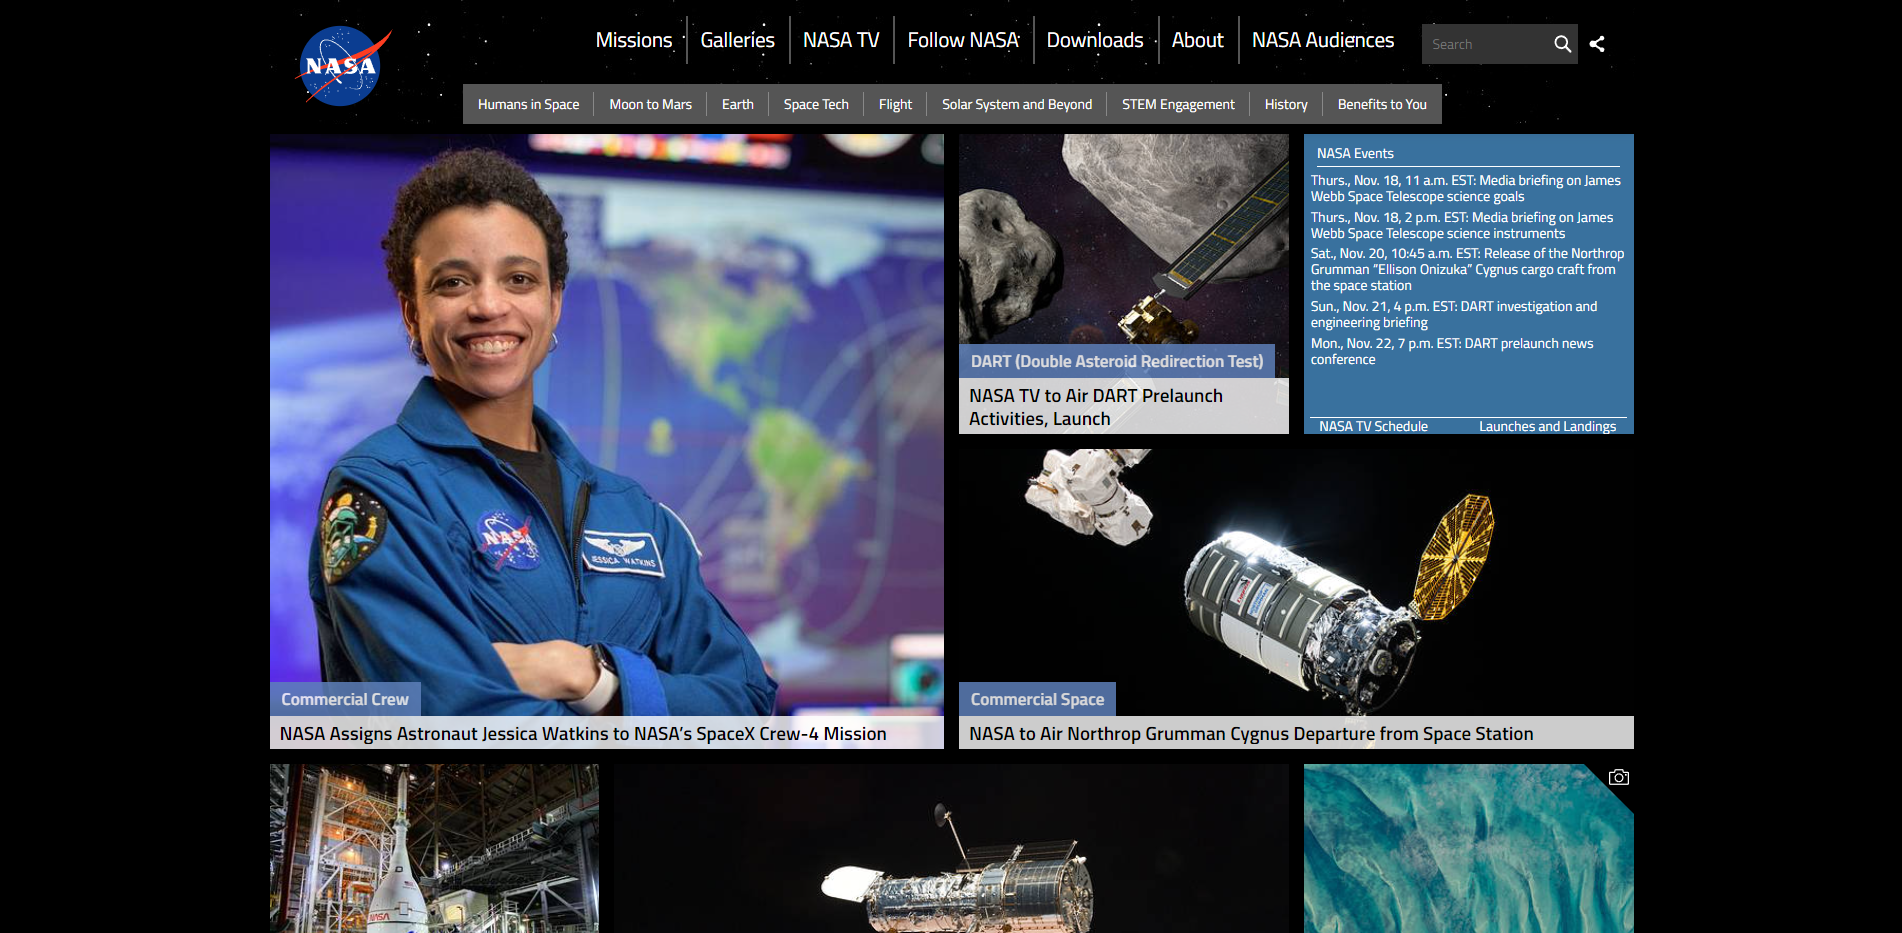 NASA
Missions
Galleries
NASA TV
Follow NASA
Downloads
About
NASA Audiences
Search
Humans in Space
Moon to Mars
Earth
Space Tech
Flight
Solar System and Beyond
STEM Engagement
History
Benefits to You
NASA
JESSICA WATKINS
Commercial Crew
NASA Assigns Astronaut Jessica Watkins to NASA's SpaceX Crew-4 Mission
DART (Double Asteroid Redirection Test)
NASA TV to Air DART Prelaunch
Activities, Launch
NASA Events
Thurs., Nov. 18, 11 a.m. EST: Media briefing on James
Webb Space Telescope science goals
Thurs., Nov. 18, 2 p.m. EST: Media briefing on James
Webb Space Telescope science instruments
Sat., Nov. 20, 10:45 a.m. EST: Release of the Northrop
Grumman "Ellison Onizuka" Cygnus cargo craft from
the space station
Sun., Nov. 21, 4 p.m. EST: DART investigation and
engineering briefing
Mon., Nov. 22, 7 p.m. EST: DART prelaunch news
conference
NASA TV Schedule
Launches and Landings
Commercial Space
NASA to Air Northrop Grumman Cygnus Departure from Space Station
NASA